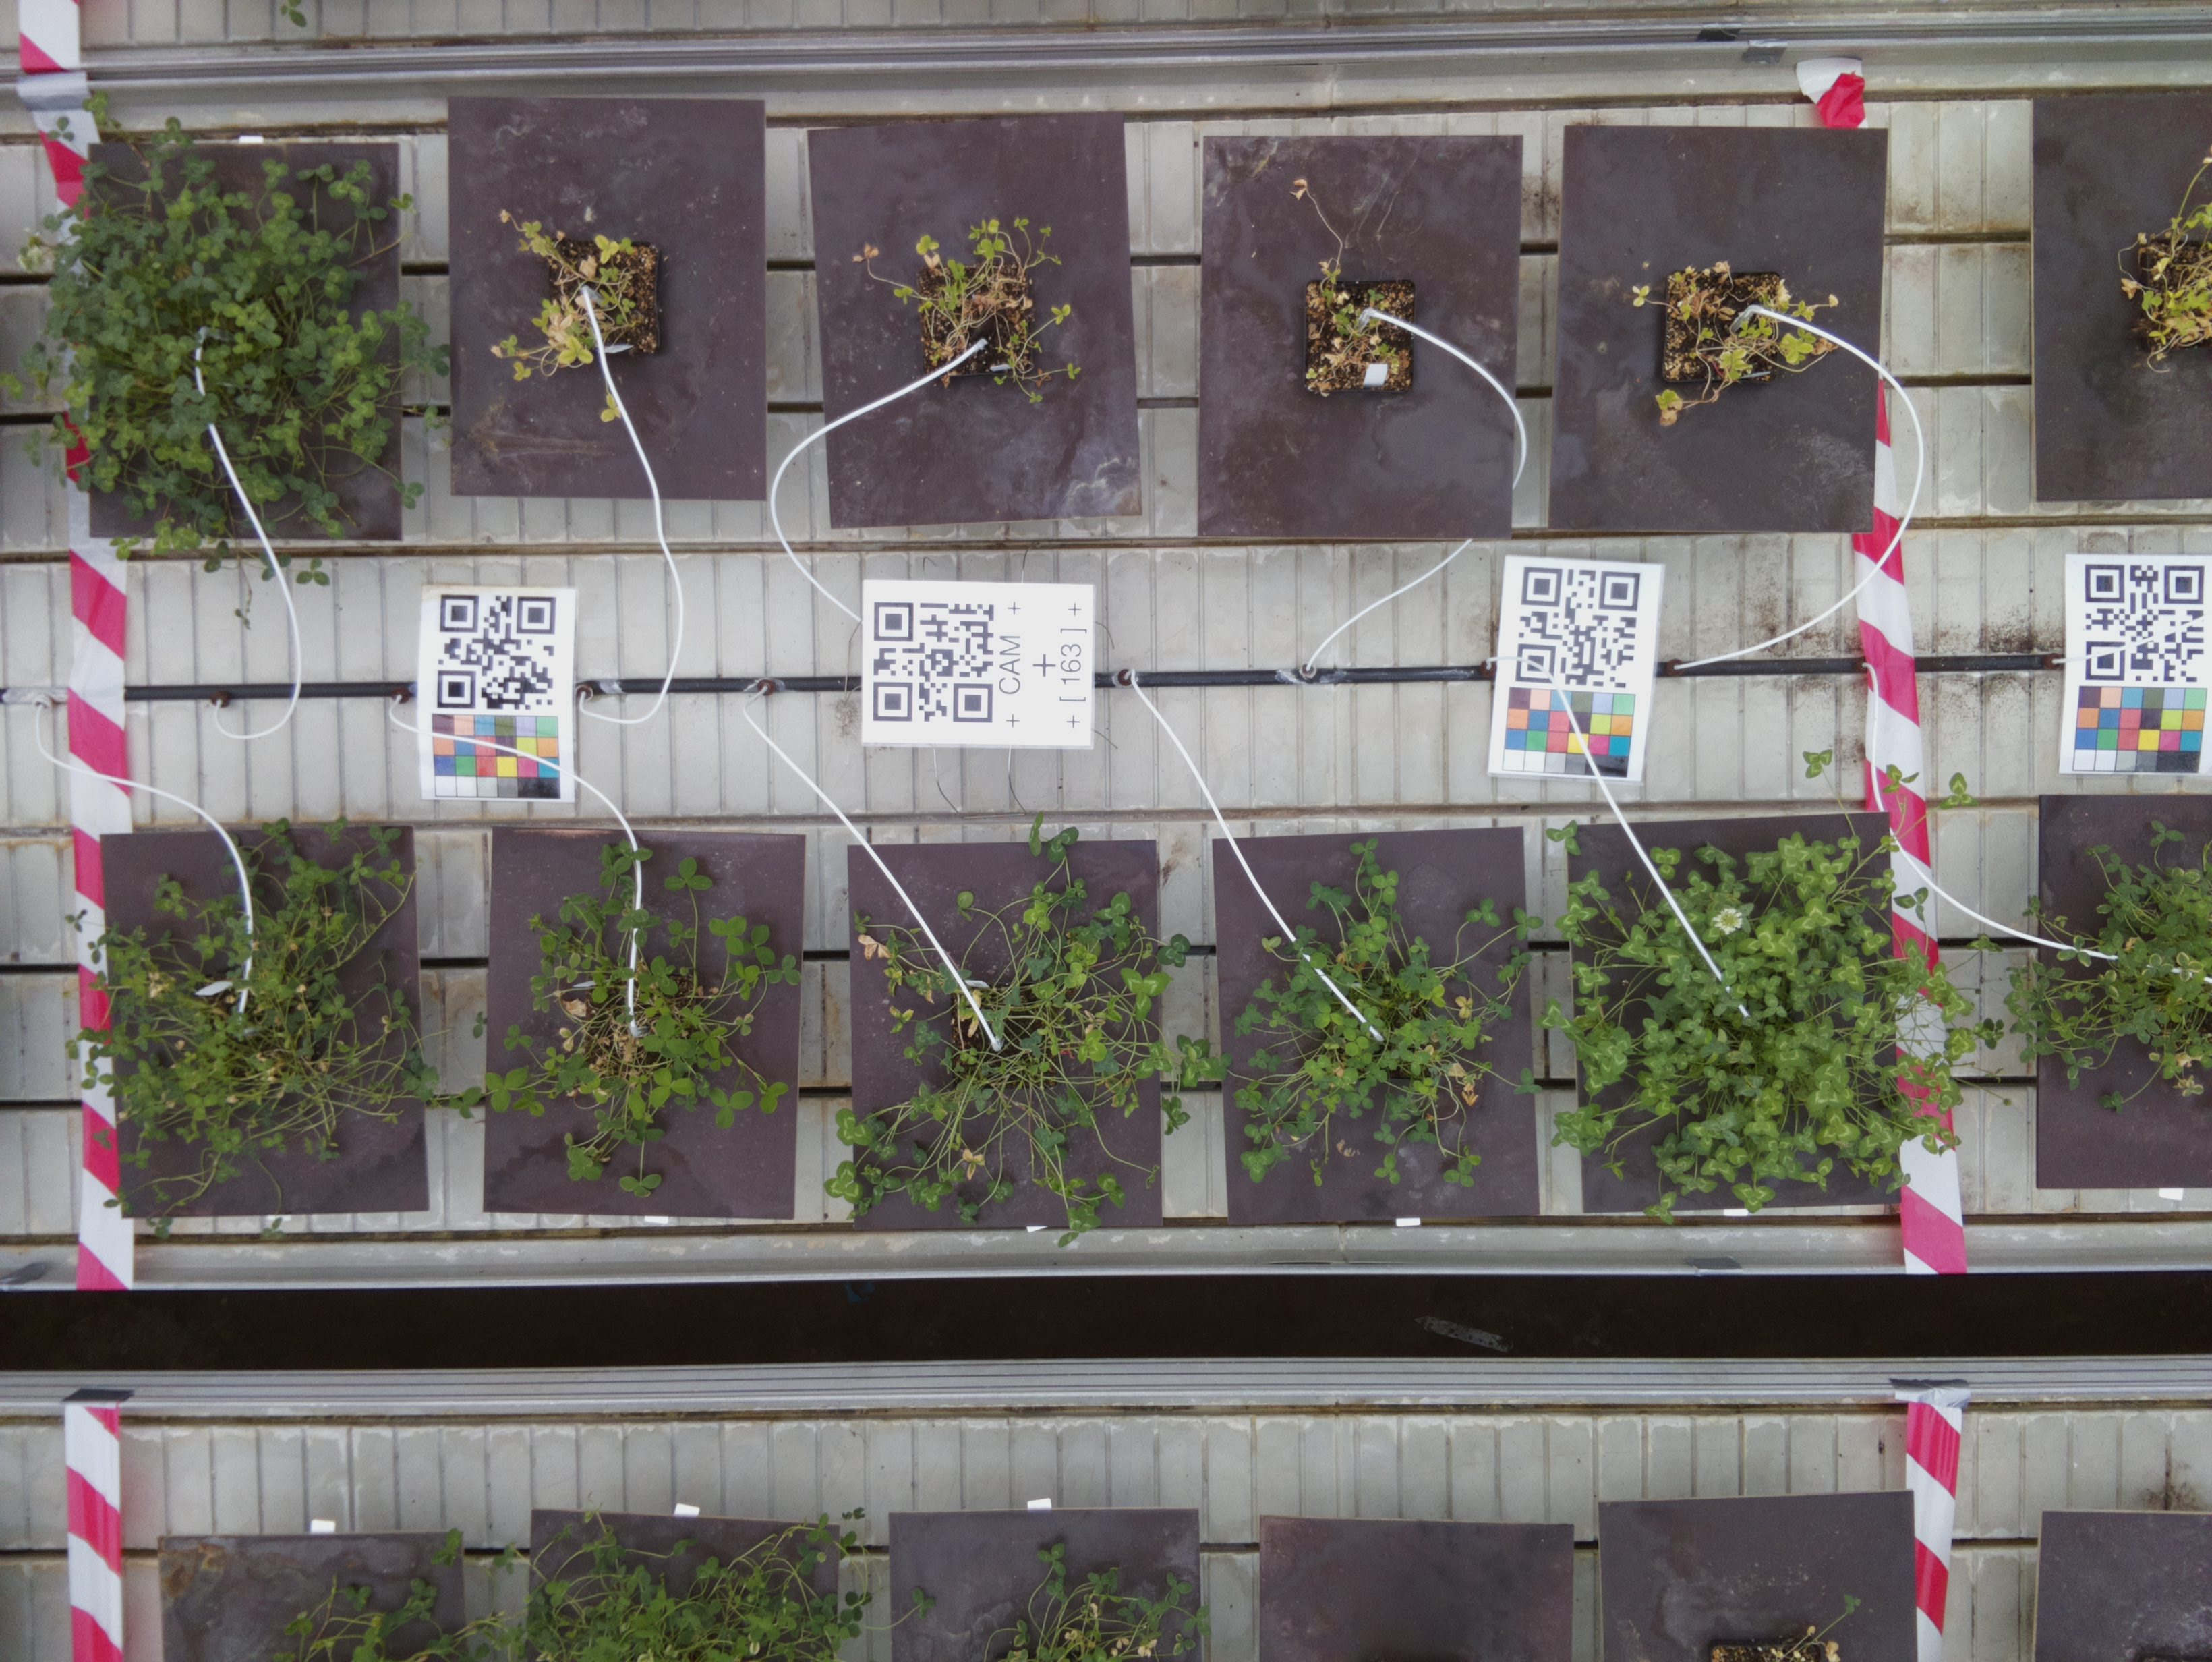 + CAM +
+
+ [ 163 ] +